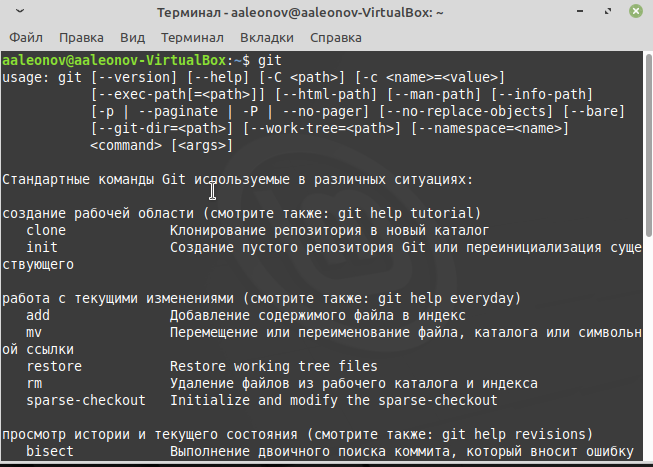 Терминал - aaleonov@aaleonov-VirtualBox: ~
Файл Правка Вид Терминал Вкладки Справка
aaleonov@aaleonov-VirtualBox:~$ git
usage: git [--version] [--help] [-C <path>] [-c <name>=<value>]
[--exec-path[=<path>]] [--html-path] [--man-path] [--info-path]
[-p | --paginate | -P | --no-pager] [--no-replace-objects] [--bare]
[--git-dir=<path>] [--work-tree=<path>] [--namespace=<name>]
<command> [<args>]
Стандартные команды Git используемые в различных ситуациях:
создание рабочей области (смотрите также: git help tutorial)
clone Клонирование репозитория в новый каталог
init Создание пустого репозитория Git или переинициализация суще
ствующего
работа с текущими изменениями (смотрите также: git help everyday)
add Добавление содержимого файла в индекс
mv Перемещение или переименование файла, каталога или символьн
ой ссылки
restore Restore working tree files
rm Удаление файлов из рабочего каталога и индекса
sparse-checkout Initialize and modify the sparse-checkout
просмотр истории и текущего состояния (смотрите также: git help revisions)
bisect Выполнение двоичного поиска коммита, который вносит ошибку